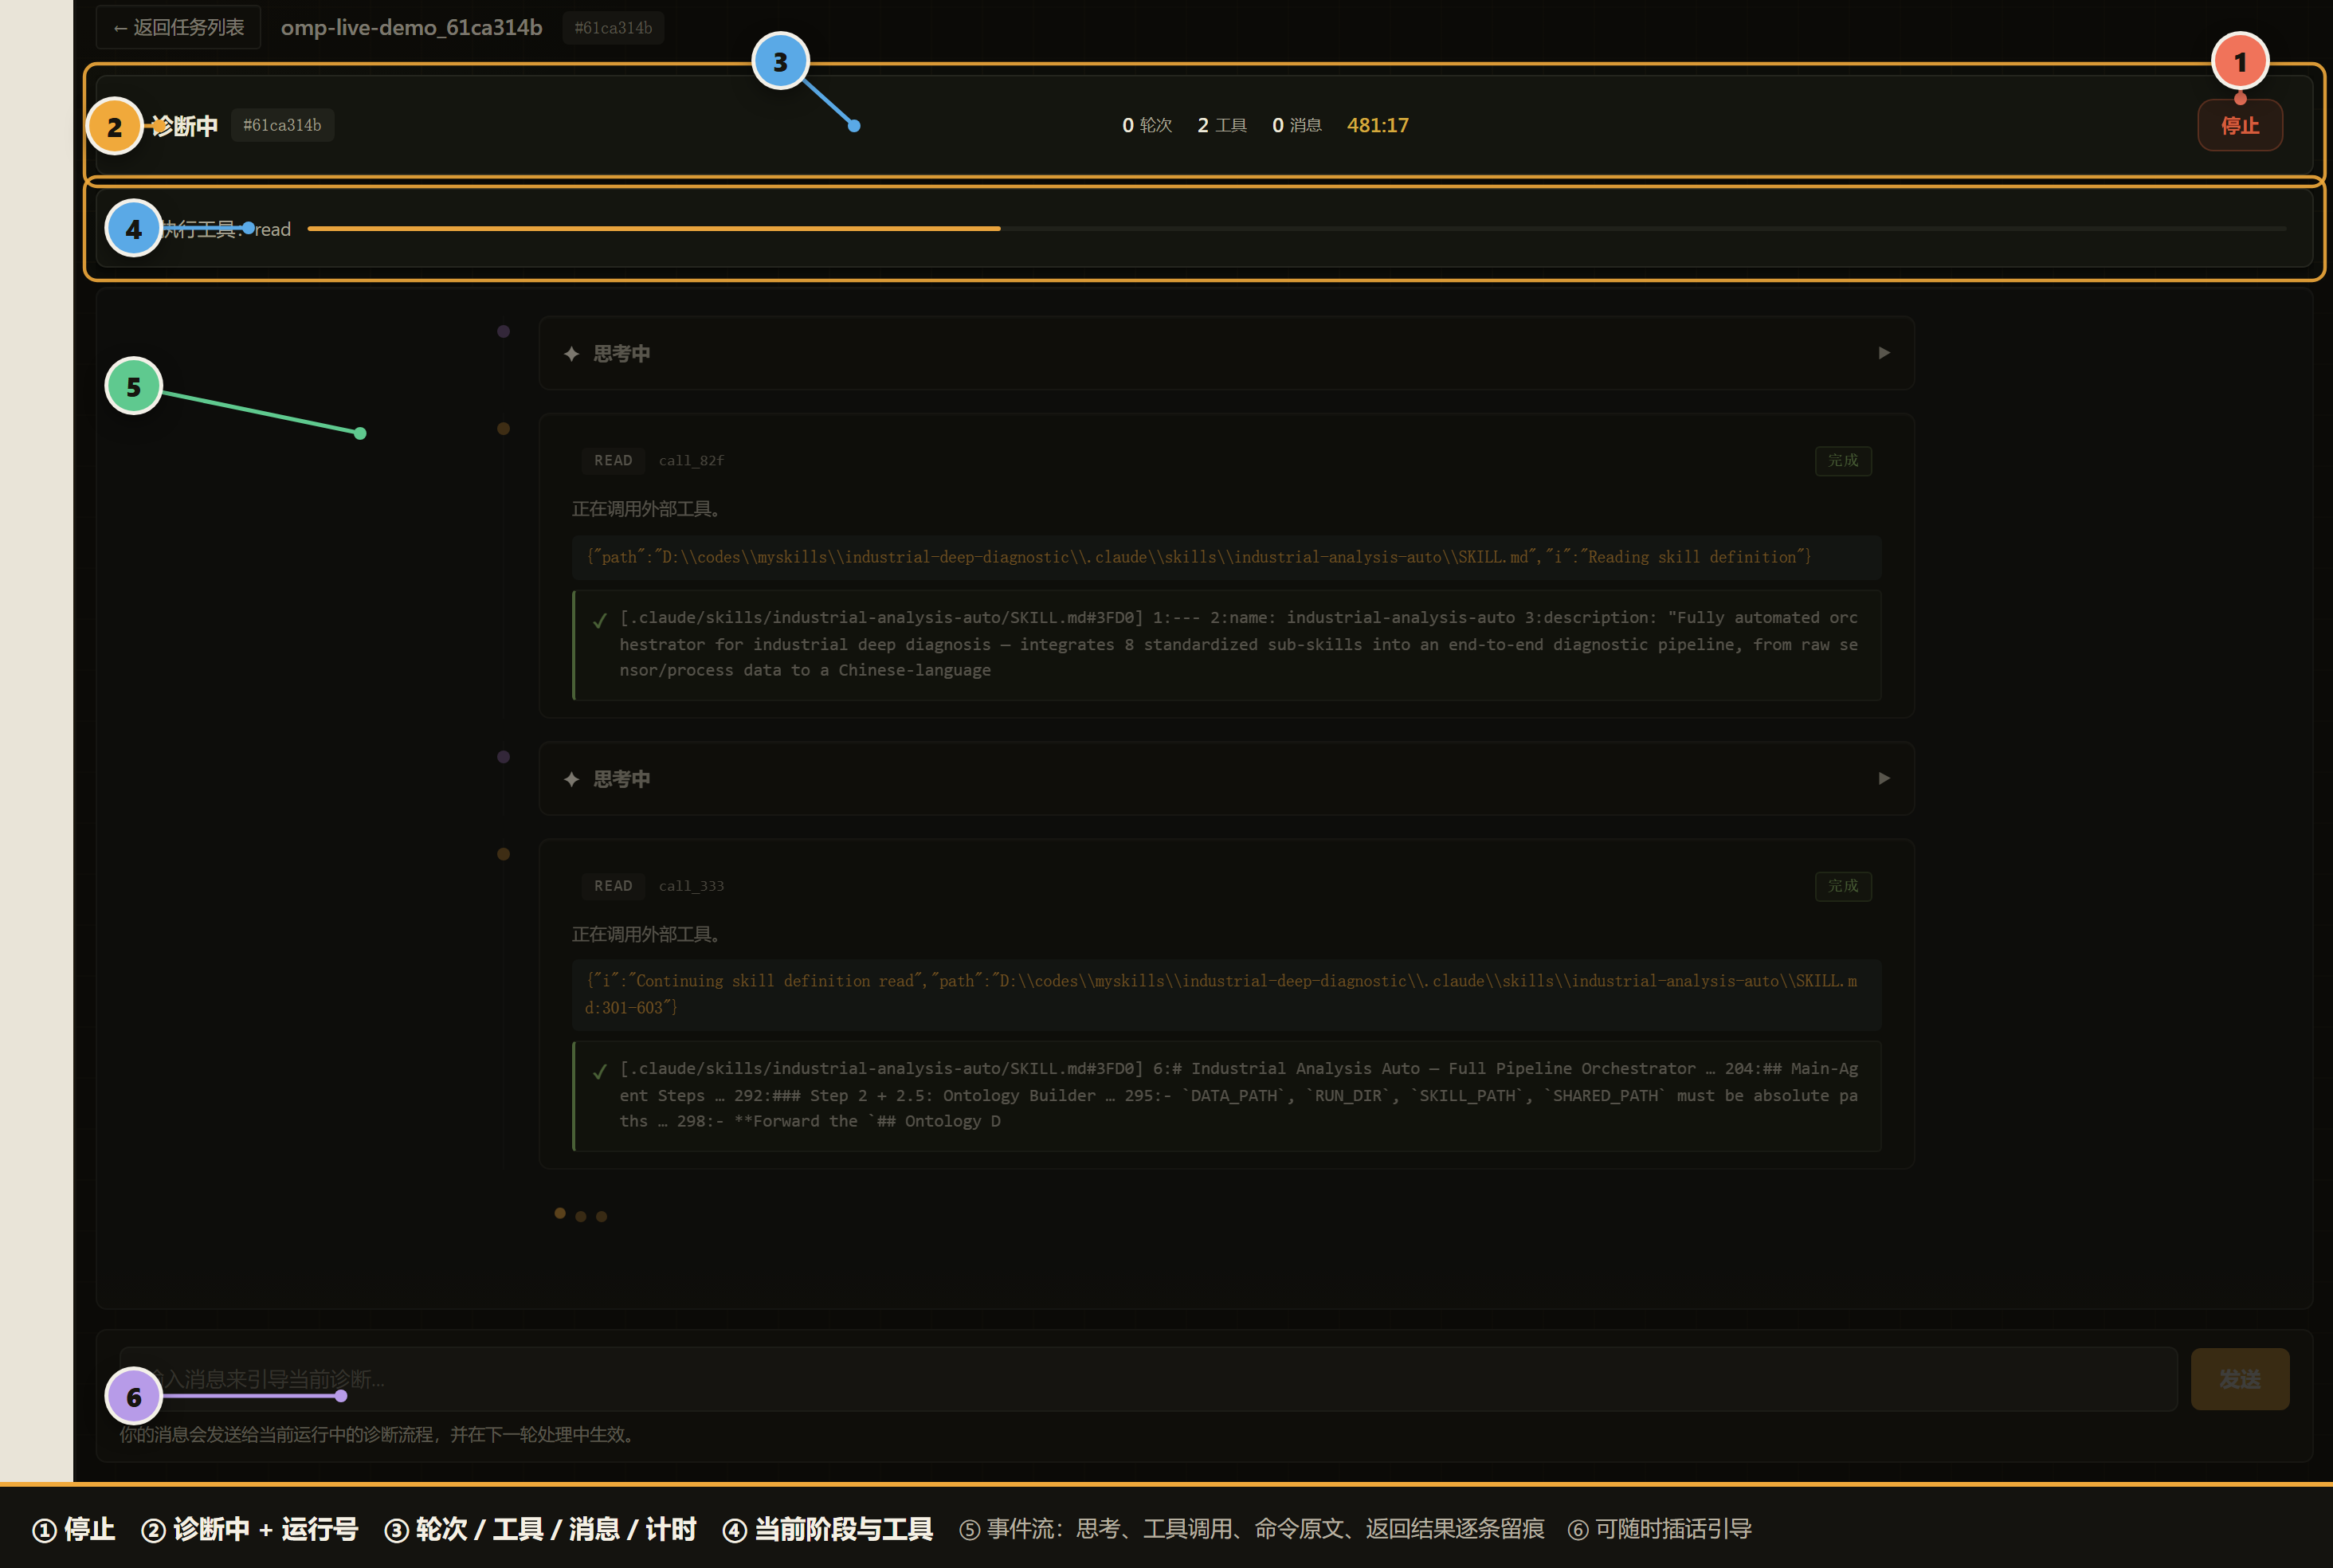 ← 返回任务列表 omp-live-demo_61ca314b #61ca314b
3
1
2 诊断中 #61ca314b 0 轮次 2 工具 0 消息 481:17 停止
4 执行工具: read
5
✦ 思考中 ▶
READ call_82f 完成
正在调用外部工具。
{"path":"D:\\codes\\myskills\\industrial-deep-diagnostic\\.claude\\skills\\industrial-analysis-auto\\SKILL.md","i":"Reading skill definition"}
✓ [.claude/skills/industrial-analysis-auto/SKILL.md#3FD0] 1:--- 2:name: industrial-analysis-auto 3:description: "Fully automated orc
hestrator for industrial deep diagnosis — integrates 8 standardized sub-skills into an end-to-end diagnostic pipeline, from raw se
nsor/process data to a Chinese-language
✦ 思考中 ▶
READ call_333 完成
正在调用外部工具。
{"i":"Continuing skill definition read","path":"D:\\codes\\myskills\\industrial-deep-diagnostic\\.claude\\skills\\industrial-analysis-auto\\SKILL.m
d:301-603"}
✓ [.claude/skills/industrial-analysis-auto/SKILL.md#3FD0] 6:# Industrial Analysis Auto — Full Pipeline Orchestrator … 204:## Main-Ag
ent Steps … 292:### Step 2 + 2.5: Ontology Builder … 295:- `DATA_PATH`, `RUN_DIR`, `SKILL_PATH`, `SHARED_PATH` must be absolute pa
ths … 298:- **Forward the `## Ontology D
6 入消息来引导当前诊断... 发送
你的消息会发送给当前运行中的诊断流程，并在下一轮处理中生效。
① 停止 ② 诊断中 + 运行号 ③ 轮次 / 工具 / 消息 / 计时 ④ 当前阶段与工具 ⑤ 事件流：思考、工具调用、命令原文、返回结果逐条留痕 ⑥ 可随时插话引导